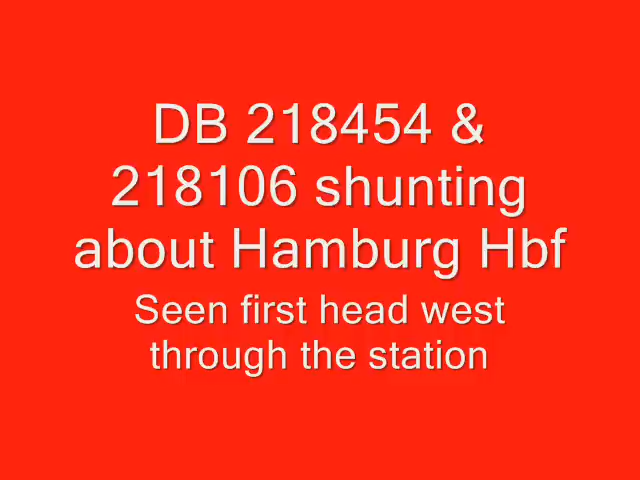 DB 218454 &
218106 shunting
about Hamburg Hbf
Seen first head west
through the station